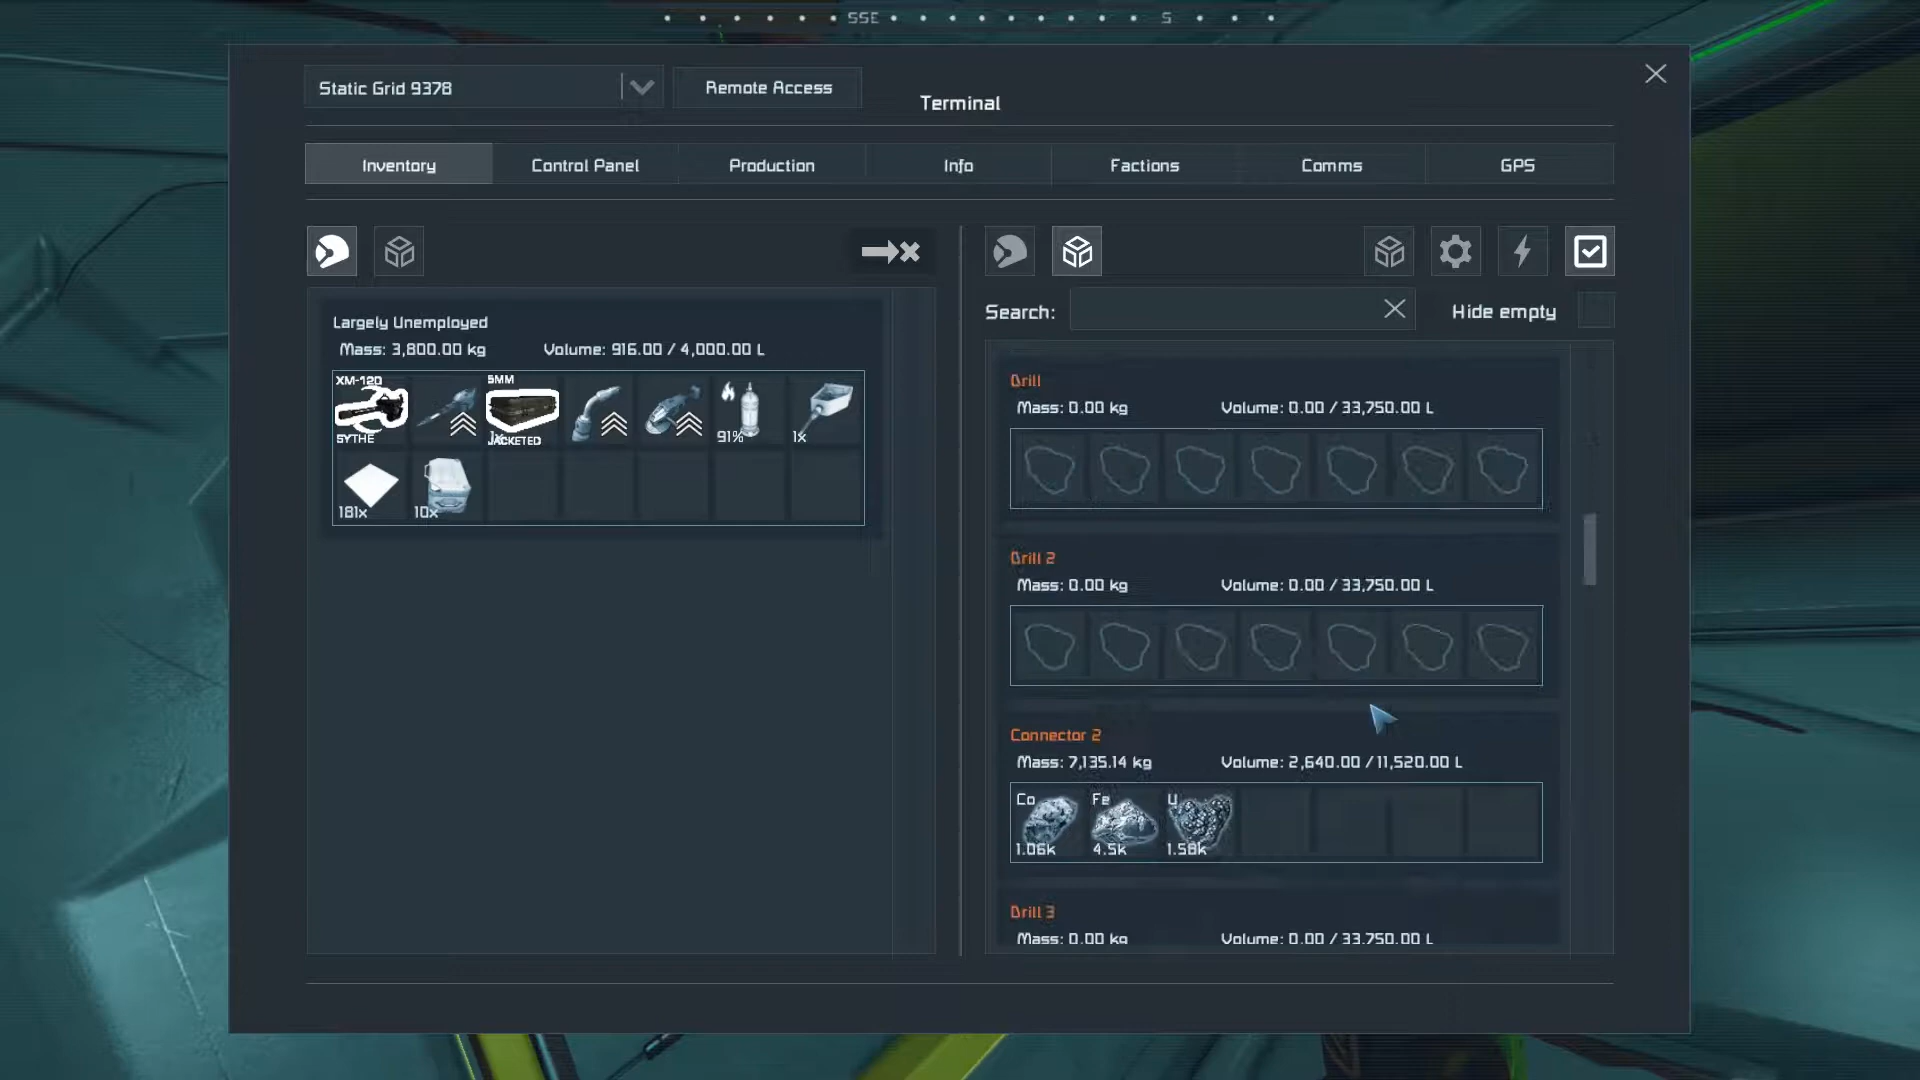 SSE S
Static Grid 9378
Remote Access
Terminal
Inventory Control Panel Production Info Factions Comms GPS
Search:
Hide empty
Largely Unemployed
Mass: 3,800.00 kg Volume: 916.00 / 4,000.00 L
XM-120
SYTHE
5MM
1x
JACKETED
91%
1x
181x
10x
Drill
Mass: 0.00 kg Volume: 0.00 / 33,750.00 L
Drill 2
Mass: 0.00 kg Volume: 0.00 / 33,750.00 L
Connector 2
Mass: 7,135.14 kg Volume: 2,640.00 / 11,520.00 L
Co Fe U
1.06k 4.5k 1.58k
Drill 3
Mass: 0.00 kg Volume: 0.00 / 33,750.00 L